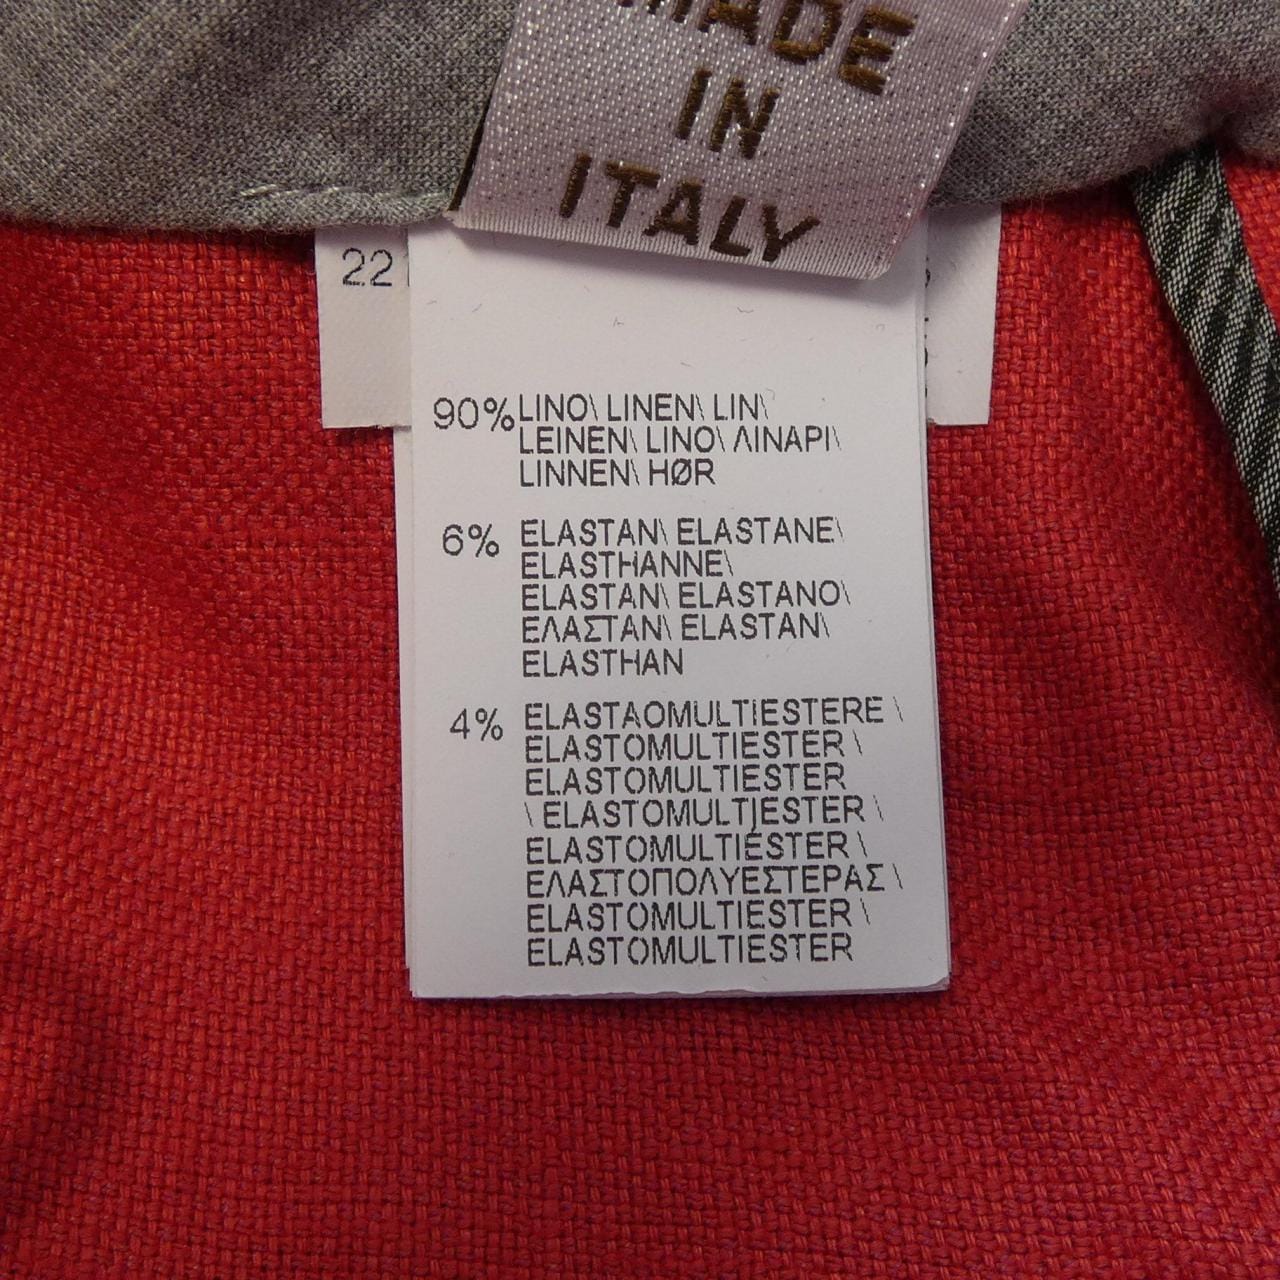 MADE
IN
ITALY
22
90% LINO\ LINEN\ LIN\
LEINEN\ LINO\ ΛΙΝΑΡΙ\
LINNEN\ HØR
6% ELASTAN\ ELASTANE\
ELASTHANNE\
ELASTAN\ ELASTANO\
ΕΛΑΣΤΑΝ\ ELASTAN\
ELASTHAN
4% ELASTAOMULTIESTERE \
ELASTOMULTIESTER \
ELASTOMULTIESTER
\ ELASTOMULTIESTER \
ELASTOMULTIÉSTER \
ΕΛΑΣΤΟΠΟΛΥΕΣΤΕΡΑΣ \
ELASTOMULTIESTER \
ELASTOMULTIESTER